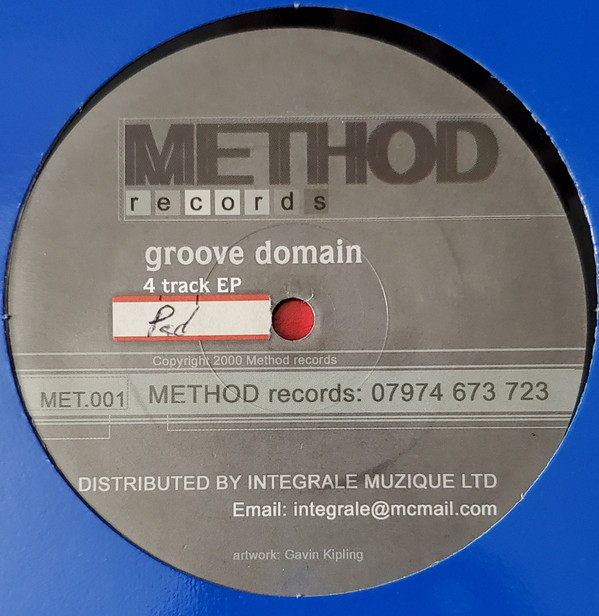 METHOD
records
groove domain
4 track EP
Copyright 2000 Method records
MET.001
METHOD records: 07974 673 723
DISTRIBUTED BY INTEGRALE MUZIQUE LTD
Email: integrale@mcmail.com
artwork: Gavin Kipling